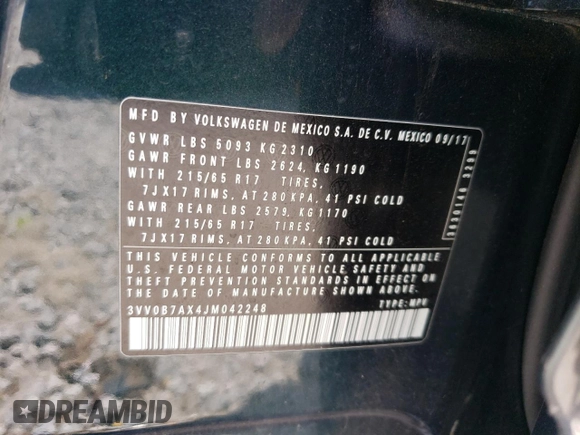 MFD BY VOLKSWAGEN DE MEXICO S.A. DE C.V. MEXICO 09/17
GVWR LBS 5093 KG 2310
GAWR FRONT LBS 2624, KG 1190
WITH 215/65 R17 TIRES,
7JX17 RIMS, AT 280 KPA, 41 PSI COLD
GAWR REAR LBS 2579, KG 1170
WITH 215/65 R17 TIRES,
7JX17 RIMS, AT 280 KPA, 41 PSI COLD
THIS VEHICLE CONFORMS TO ALL APPLICABLE
U.S. FEDERAL MOTOR VEHICLE SAFETY AND
THEFT PREVENTION STANDARDS IN EFFECT ON
THE DATE OF MANUFACTURE SHOWN ABOVE.
3VV0B7AX4JM042248 TYPE: MPV
DREAMBID